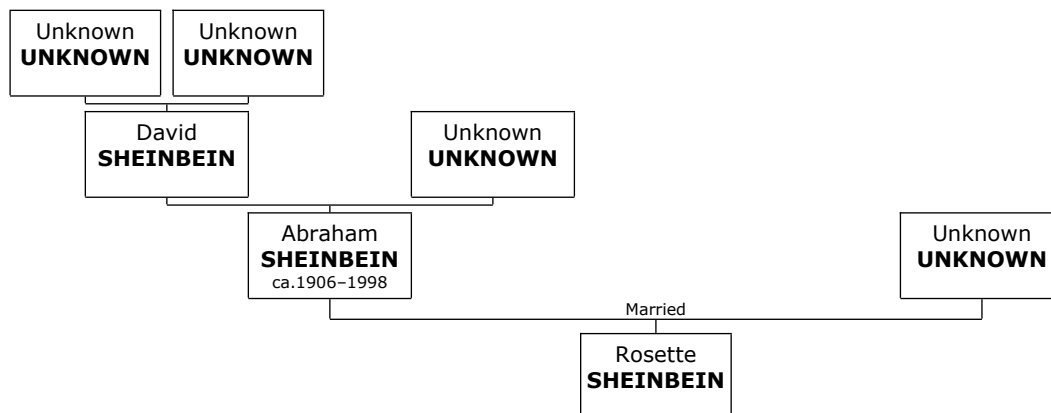 Unknown
UNKNOWN
Unknown
UNKNOWN
David
SHEINBEIN
Unknown
UNKNOWN
Abraham
SHEINBEIN
ca.1906–1998
Unknown
UNKNOWN
Married
Rosette
SHEINBEIN